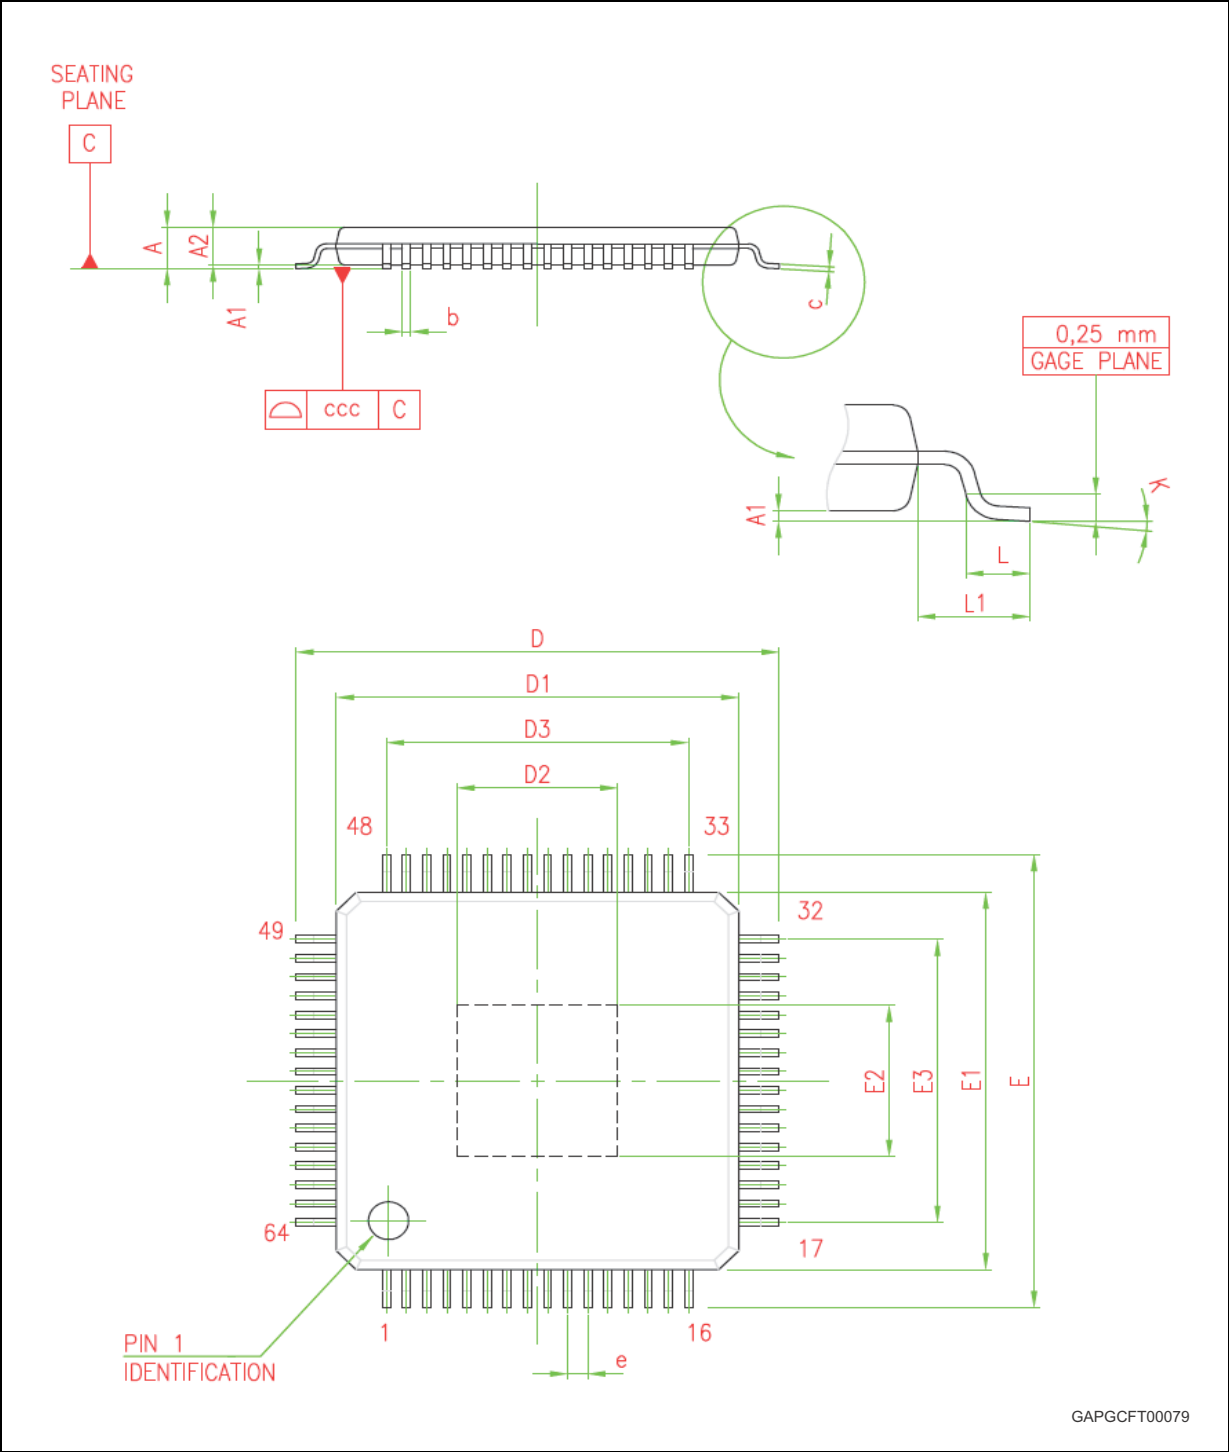 SEATING
PLANE
C
A
A2
A1
b
c
ccc C
0,25 mm
GAGE PLANE
A1
K
L
L1
D
D1
D3
D2
48
33
49
32
E2
E3
E1
E
64
17
1
16
PIN 1
IDENTIFICATION
e
GAPGCFT00079